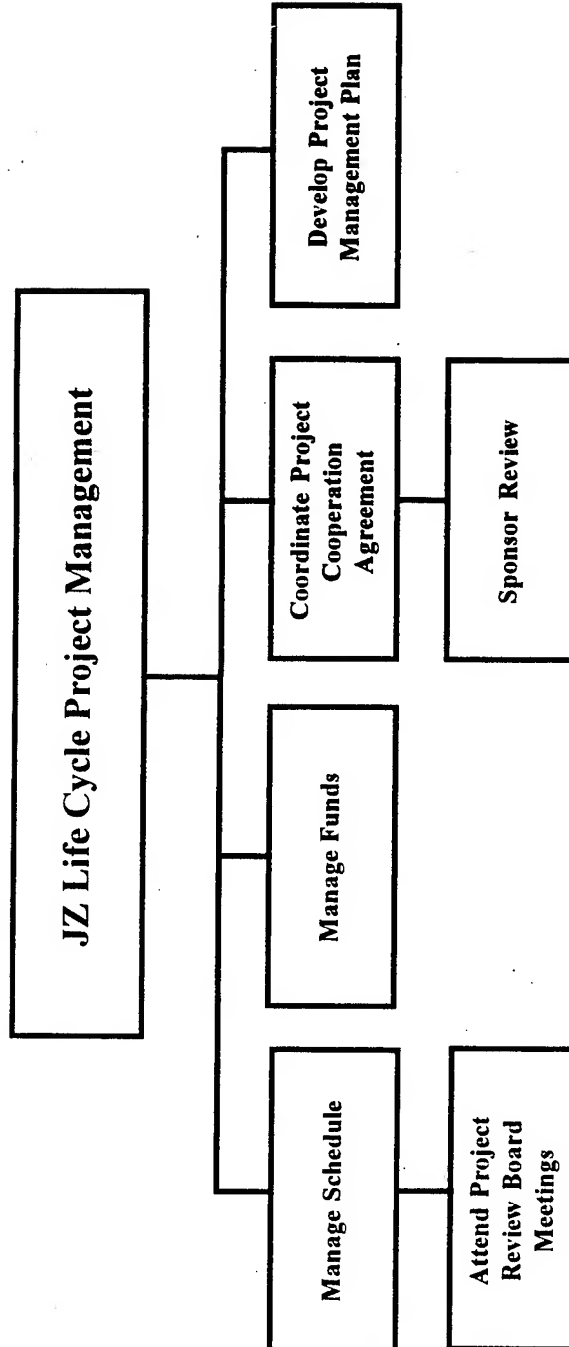 JZ Life Cycle Project Management
Manage Schedule
Manage Funds
Coordinate Project
Cooperation
Agreement
Develop Project
Management Plan
Attend Project
Review Board
Meetings
Sponsor Review